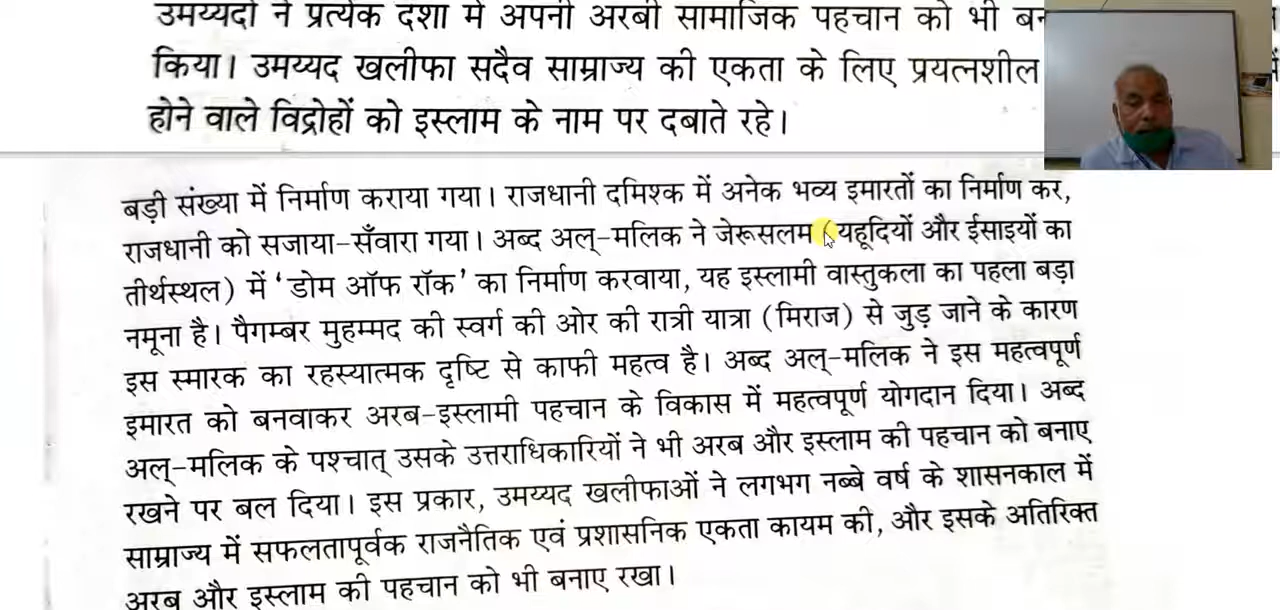 उमय्यदों ने प्रत्येक दशा में अपनी अरबी सामाजिक पहचान को भी
किया। उमय्यद खलीफा सदैव साम्राज्य की एकता के लिए प्रयत्नशील
होने वाले विद्रोहों को इस्लाम के नाम पर दबाते रहे।
बड़ी संख्या में निर्माण कराया गया। राजधानी दमिश्क में अनेक भव्य इमारतों का निर्माण कर,
राजधानी को सजाया-सँवारा गया। अब्द अल्-मलिक ने जेरूसलम (यहूदियों और ईसाइयों का
तीर्थस्थल) में ‘डोम ऑफ रॉक’ का निर्माण करवाया, यह इस्लामी वास्तुकला का पहला बड़ा
नमूना है। पैगम्बर मुहम्मद की स्वर्ग की ओर की रात्री यात्रा (मिराज) से जुड़ जाने के कारण
इस स्मारक का रहस्यात्मक दृष्टि से काफी महत्व है। अब्द अल्-मलिक ने इस महत्वपूर्ण
इमारत को बनवाकर अरब-इस्लामी पहचान के विकास में महत्वपूर्ण योगदान दिया। अब्द
अल्-मलिक के पश्चात् उसके उत्तराधिकारियों ने भी अरब और इस्लाम की पहचान को बनाए
रखने पर बल दिया। इस प्रकार, उमय्यद खलीफाओं ने लगभग नब्बे वर्ष के शासनकाल में
साम्राज्य में सफलतापूर्वक राजनैतिक एवं प्रशासनिक एकता कायम की, और इसके अतिरिक्त
अरब और इस्लाम की पहचान को भी बनाए रखा।